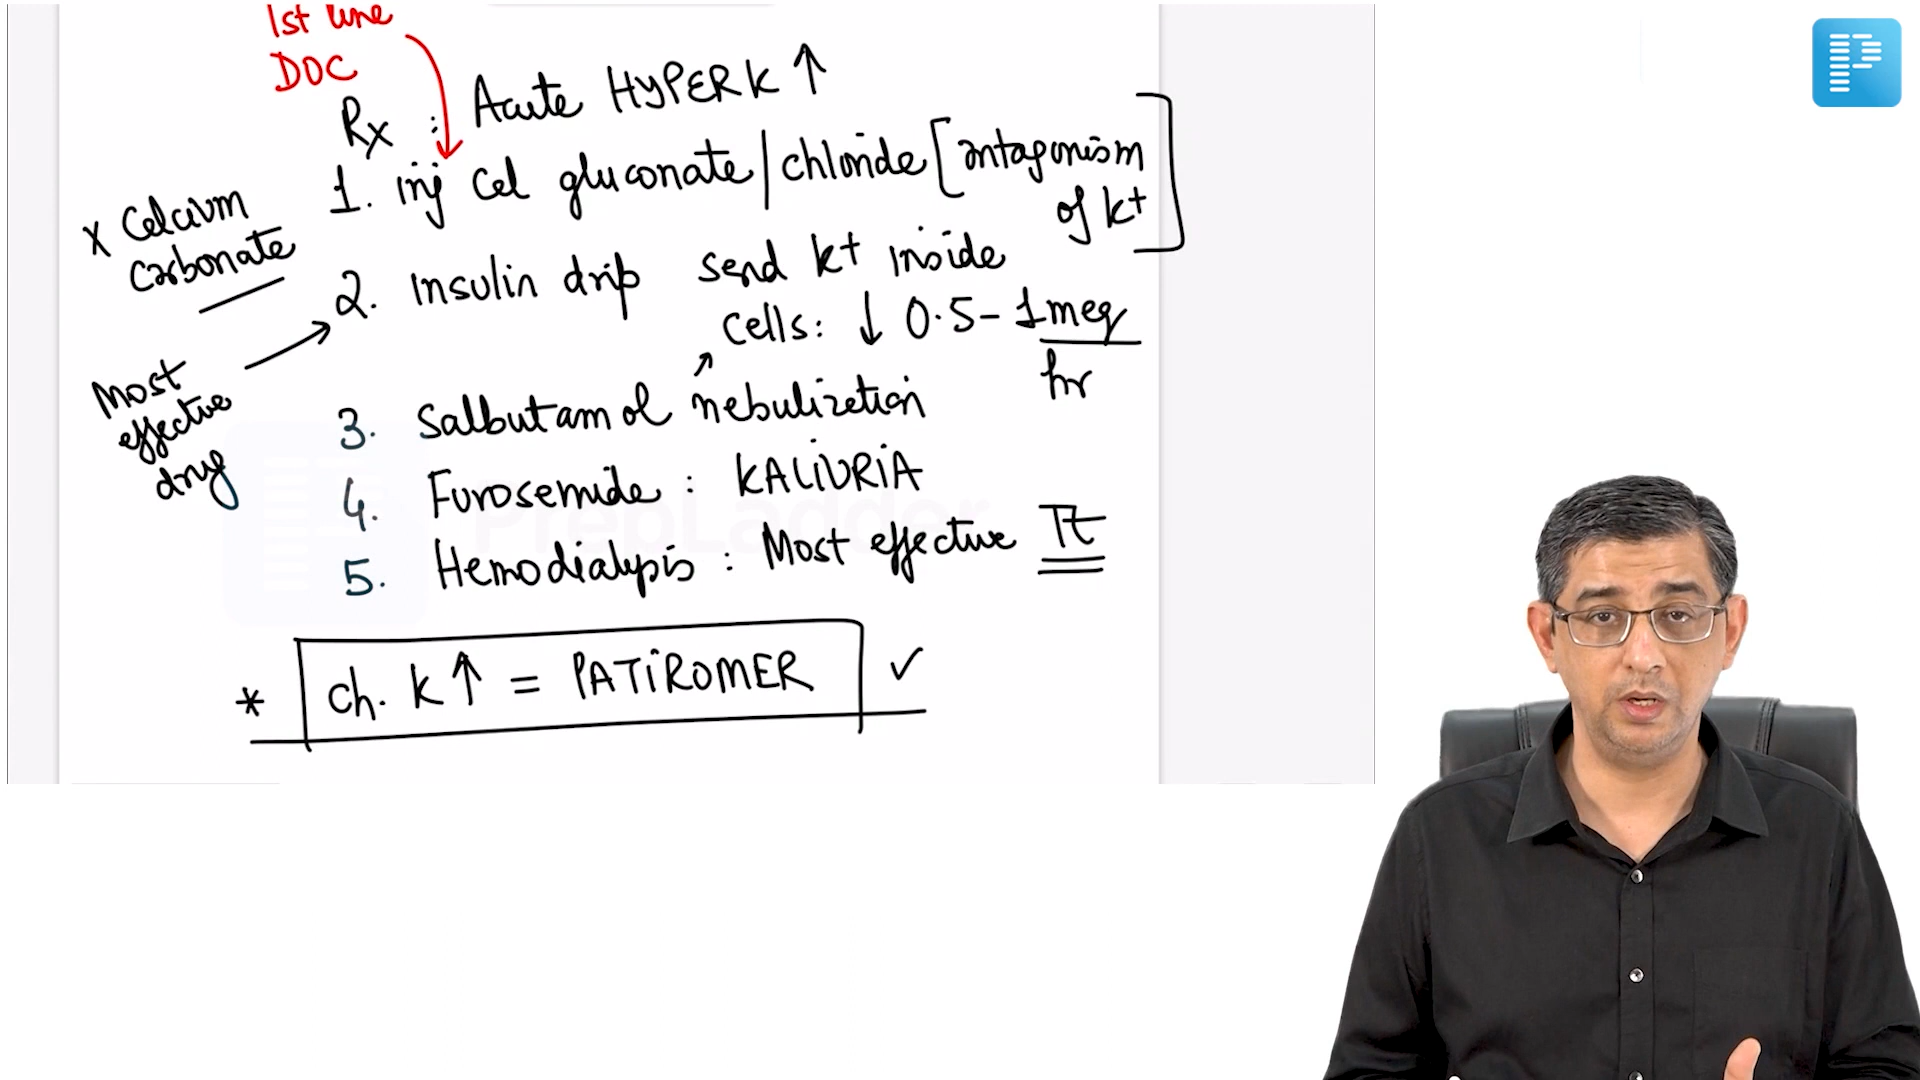 1st line
DOC
Rx : Acute HYPERK ↑
1. inj Cal gluconate / chloride [antagonism
of K+]
x Calcium
carbonate
2. Insulin drip send K+ inside
cells: ↓ 0.5-1meq
hr
Most
effective
drug
3. Salbutamol nebulization
4. Furosemide : KALIURIA
5. Hemodialysis : Most effective Tt
* ch. K ↑ = PATIROMER ✓
PrepLadder